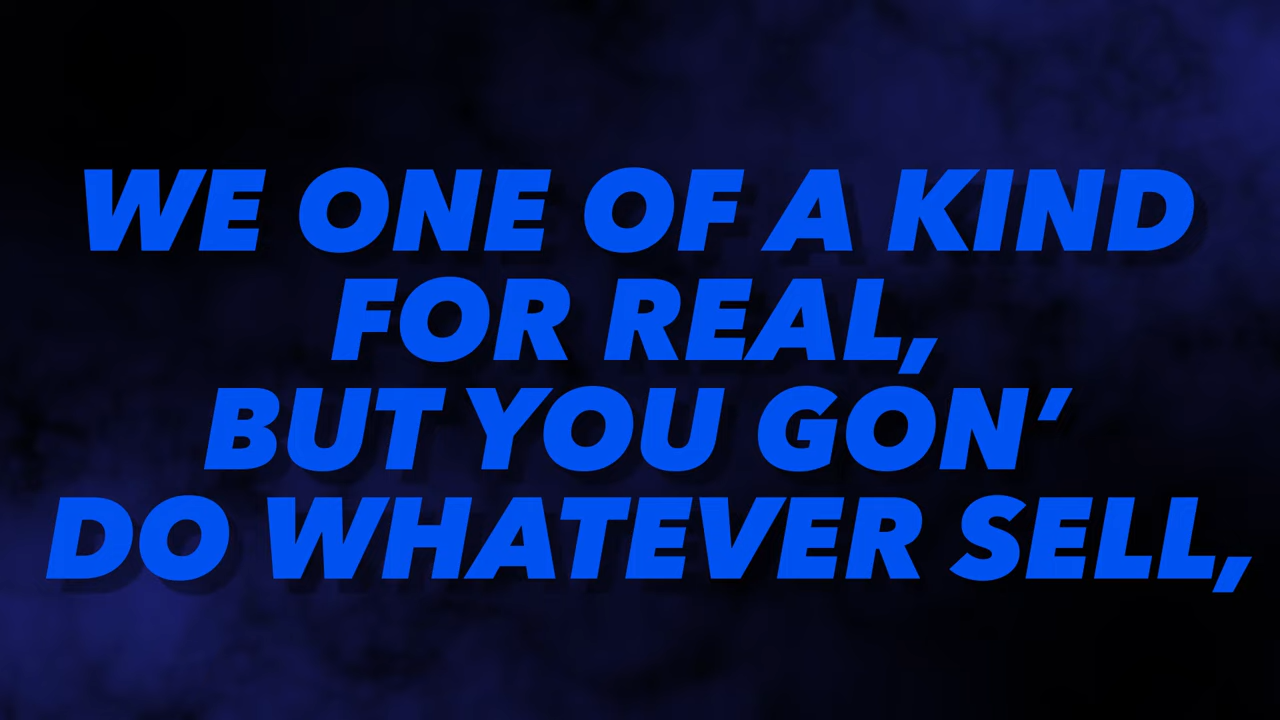 WE ONE OF A KIND
FOR REAL,
BUT YOU GON’
DO WHATEVER SELL,